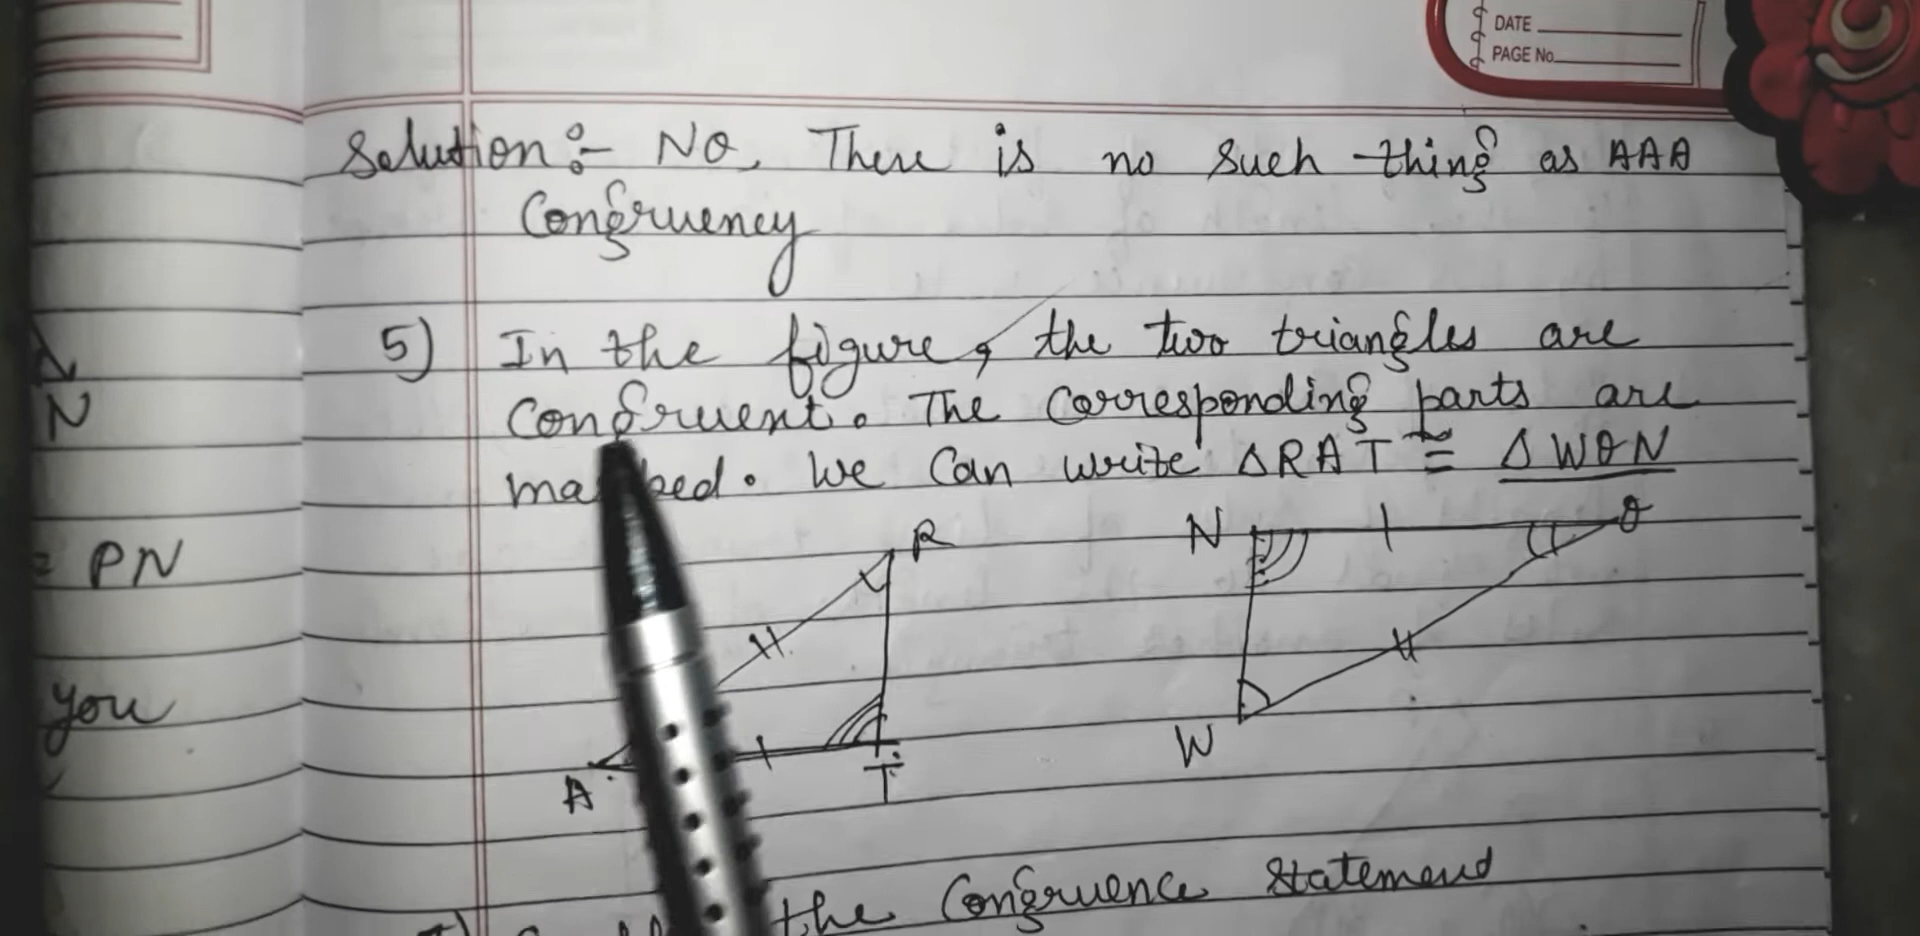 DATE
PAGE No.
Solution :- No, There is no such thing as AAA
Congruency
5) In the figure, the two triangles are
Congruent. The Corresponding parts are
marked. We Can write ΔRAT ≅ ΔWON
N
= PN
you
R
A
T
N
O
W
the Congruence Statement